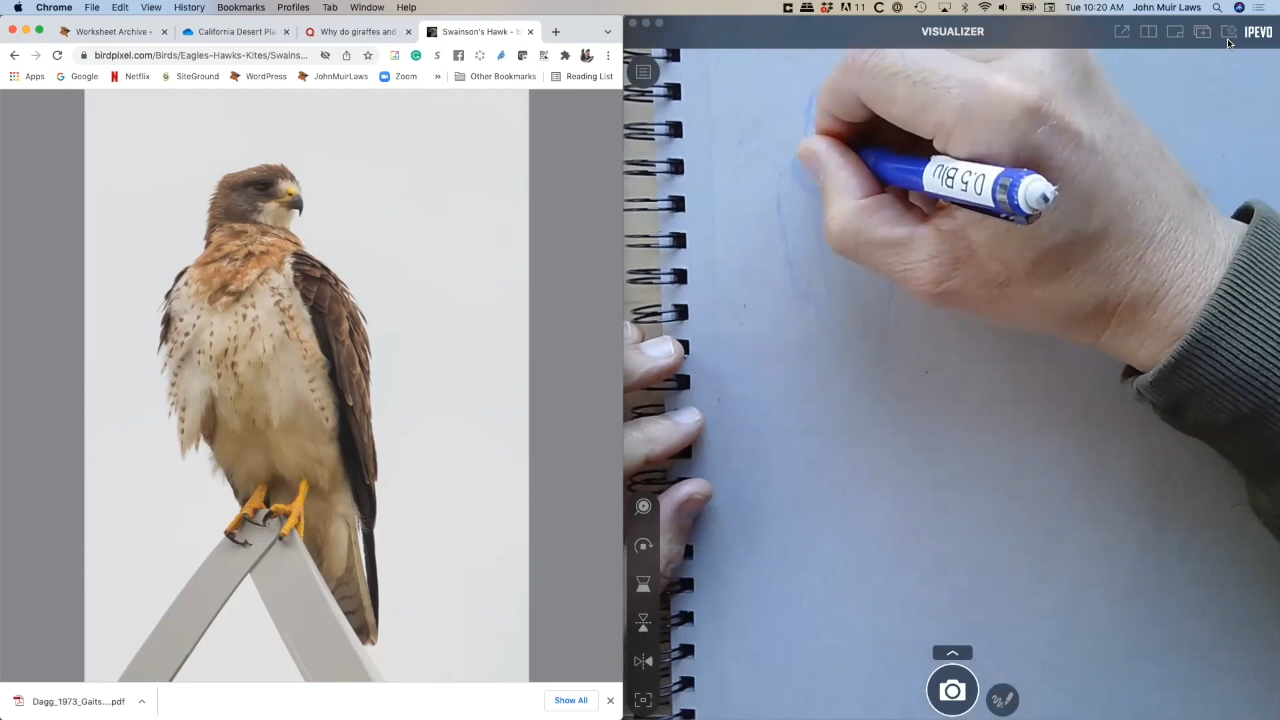 Chrome File Edit View History Bookmarks Profiles Tab Window Help
11 Tue 10:20 AM John Muir Laws
Worksheet Archive
California Desert Pla
Why do giraffes and
Swainson's Hawk - b
birdpixel.com/Birds/Eagles-Hawks-Kites/Swains...
Apps Google Netflix SiteGround WordPress JohnMuirLaws Zoom » Other Bookmarks Reading List
VISUALIZER
IPEVO
0.5 Blu
Dagg_1973_Gaits....pdf
Show All